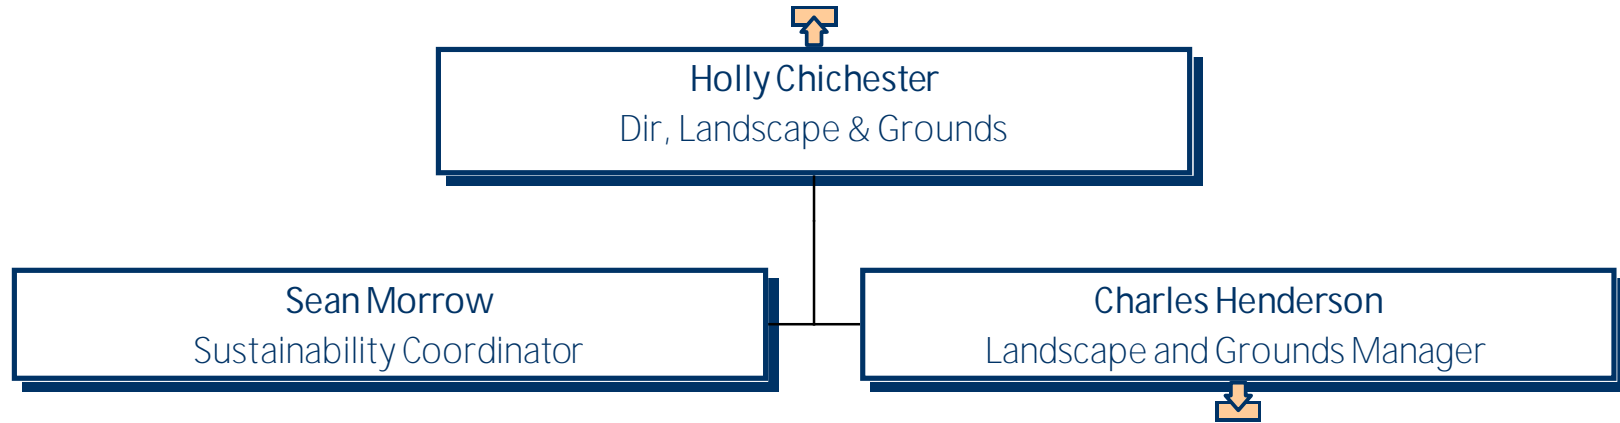 Holly Chichester
Dir, Landscape & Grounds
Sean Morrow
Sustainability Coordinator
Charles Henderson
Landscape and Grounds Manager